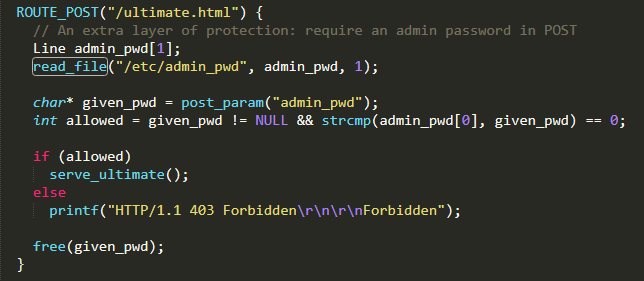 ROUTE_POST("/ultimate.html") {
// An extra layer of protection: require an admin password in POST
Line admin_pwd[1];
read_file("/etc/admin_pwd", admin_pwd, 1);
char* given_pwd = post_param("admin_pwd");
int allowed = given_pwd != NULL && strcmp(admin_pwd[0], given_pwd) == 0;
if (allowed)
serve_ultimate();
else
printf("HTTP/1.1 403 Forbidden\r\n\r\nForbidden");
free(given_pwd);
}